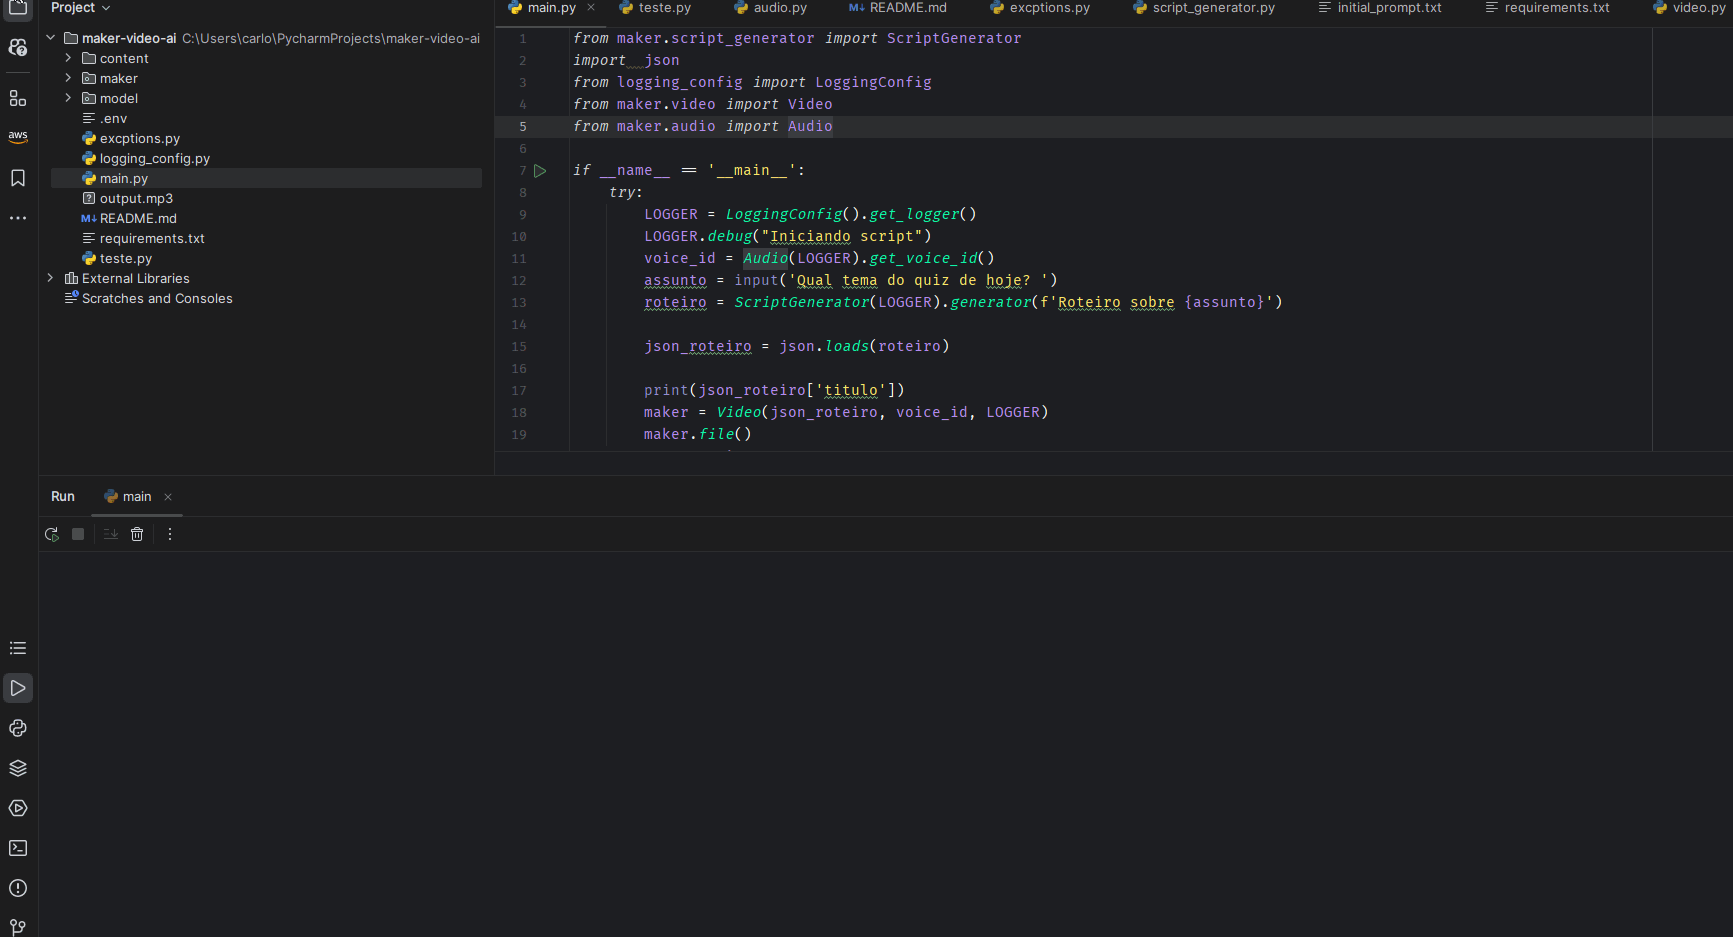 Project
main.py
teste.py
audio.py
README.md
excptions.py
script_generator.py
initial_prompt.txt
requirements.txt
video.py
maker-video-ai C:\Users\carlo\PycharmProjects\maker-video-ai
content
maker
model
.env
excptions.py
logging_config.py
main.py
output.mp3
README.md
requirements.txt
teste.py
External Libraries
Scratches and Consoles
aws
1 from maker.script_generator import ScriptGenerator
2 import  json
3 from logging_config import LoggingConfig
4 from maker.video import Video
5 from maker.audio import Audio
6
7 if __name__ == '__main__':
8 try:
9 LOGGER = LoggingConfig().get_logger()
10 LOGGER.debug("Iniciando script")
11 voice_id = Audio(LOGGER).get_voice_id()
12 assunto = input('Qual tema do quiz de hoje? ')
13 roteiro = ScriptGenerator(LOGGER).generator(f'Roteiro sobre {assunto}')
14
15 json_roteiro = json.loads(roteiro)
16
17 print(json_roteiro['titulo'])
18 maker = Video(json_roteiro, voice_id, LOGGER)
19 maker.file()
Run
main